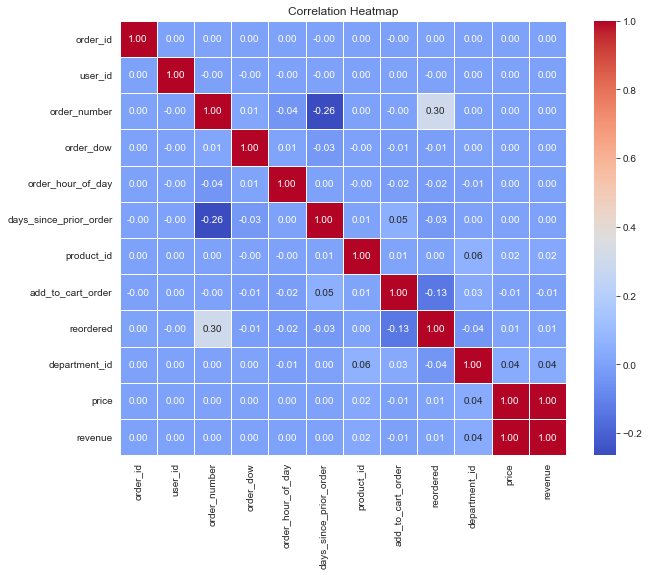 Correlation Heatmap
order_id 1.00 0.00 0.00 0.00 0.00 -0.00 0.00 -0.00 0.00 0.00 0.00 0.00
user_id 0.00 1.00 -0.00 -0.00 -0.00 -0.00 0.00 0.00 -0.00 0.00 0.00 0.00
order_number 0.00 -0.00 1.00 0.01 -0.04 -0.26 0.00 -0.00 0.30 0.00 0.00 0.00
order_dow 0.00 -0.00 0.01 1.00 0.01 -0.03 -0.00 -0.01 -0.01 0.00 0.00 0.00
order_hour_of_day 0.00 -0.00 -0.04 0.01 1.00 0.00 -0.00 -0.02 -0.02 -0.01 0.00 0.00
days_since_prior_order -0.00 -0.00 -0.26 -0.03 0.00 1.00 0.01 0.05 -0.03 0.00 0.00 0.00
product_id 0.00 0.00 0.00 -0.00 -0.00 0.01 1.00 0.01 0.00 0.06 0.02 0.02
add_to_cart_order -0.00 0.00 -0.00 -0.01 -0.02 0.05 0.01 1.00 -0.13 0.03 -0.01 -0.01
reordered 0.00 -0.00 0.30 -0.01 -0.02 -0.03 0.00 -0.13 1.00 -0.04 0.01 0.01
department_id 0.00 0.00 0.00 0.00 -0.01 0.00 0.06 0.03 -0.04 1.00 0.04 0.04
price 0.00 0.00 0.00 0.00 0.00 0.00 0.02 -0.01 0.01 0.04 1.00 1.00
revenue 0.00 0.00 0.00 0.00 0.00 0.00 0.02 -0.01 0.01 0.04 1.00 1.00
order_id
user_id
order_number
order_dow
order_hour_of_day
days_since_prior_order
product_id
add_to_cart_order
reordered
department_id
price
revenue
1.0
0.8
0.6
0.4
0.2
0.0
-0.2